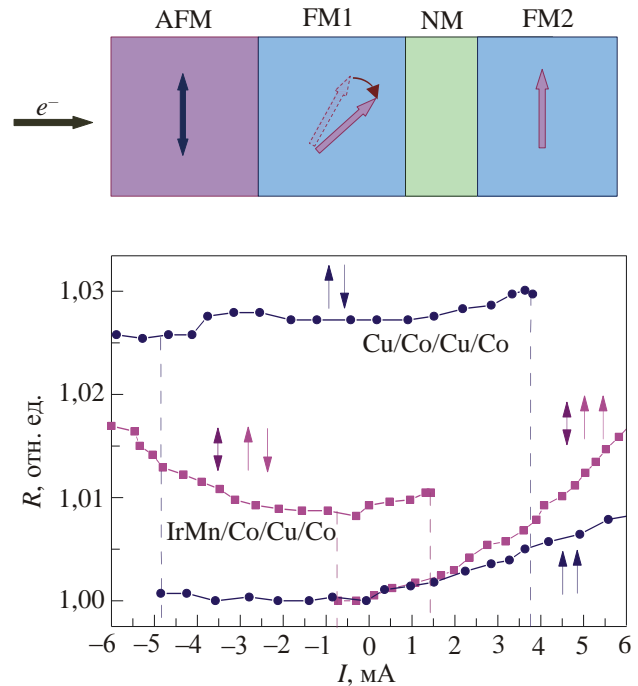 AFM FM1 NM FM2
e⁻
1,03
Cu/Co/Cu/Co
1,02
R, отн. ед.
1,01
IrMn/Co/Cu/Co
1,00
–6 –5 –4 –3 –2 –1 0 1 2 3 4 5 6
I, мА